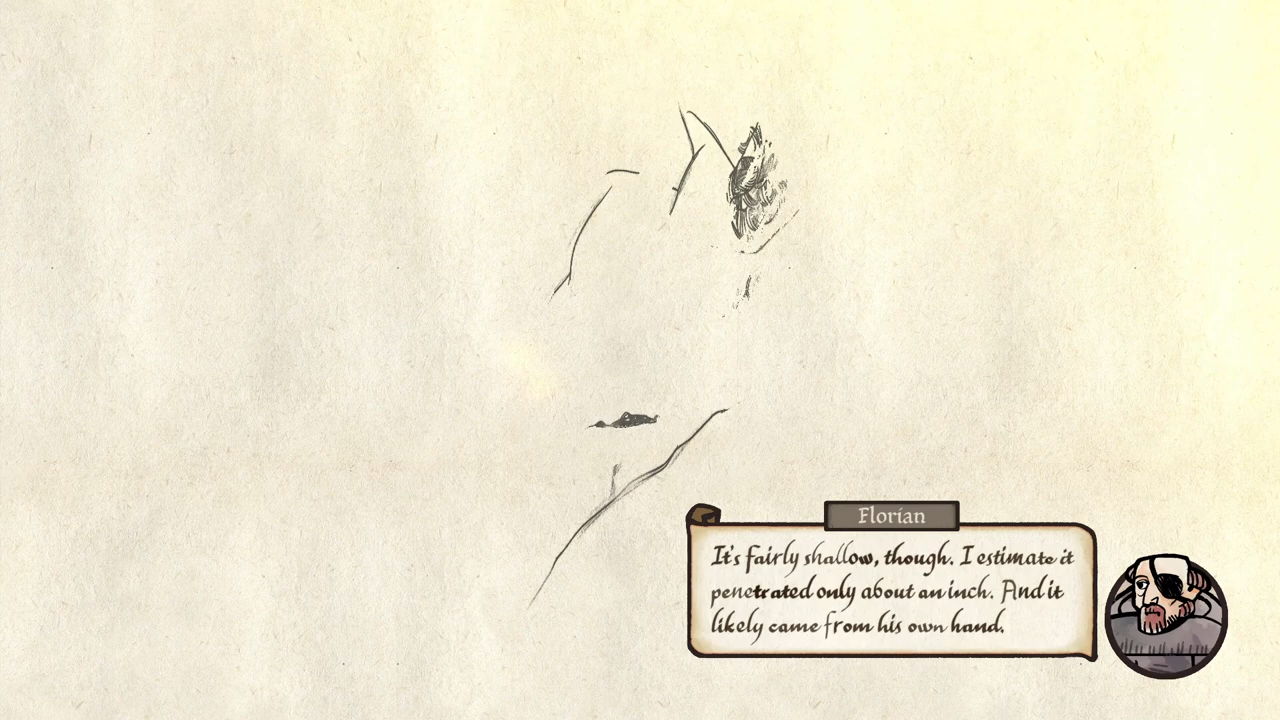 Florian
It's fairly shallow, though. I estimate it
penetrated only about an inch. And it
likely came from his own hand.